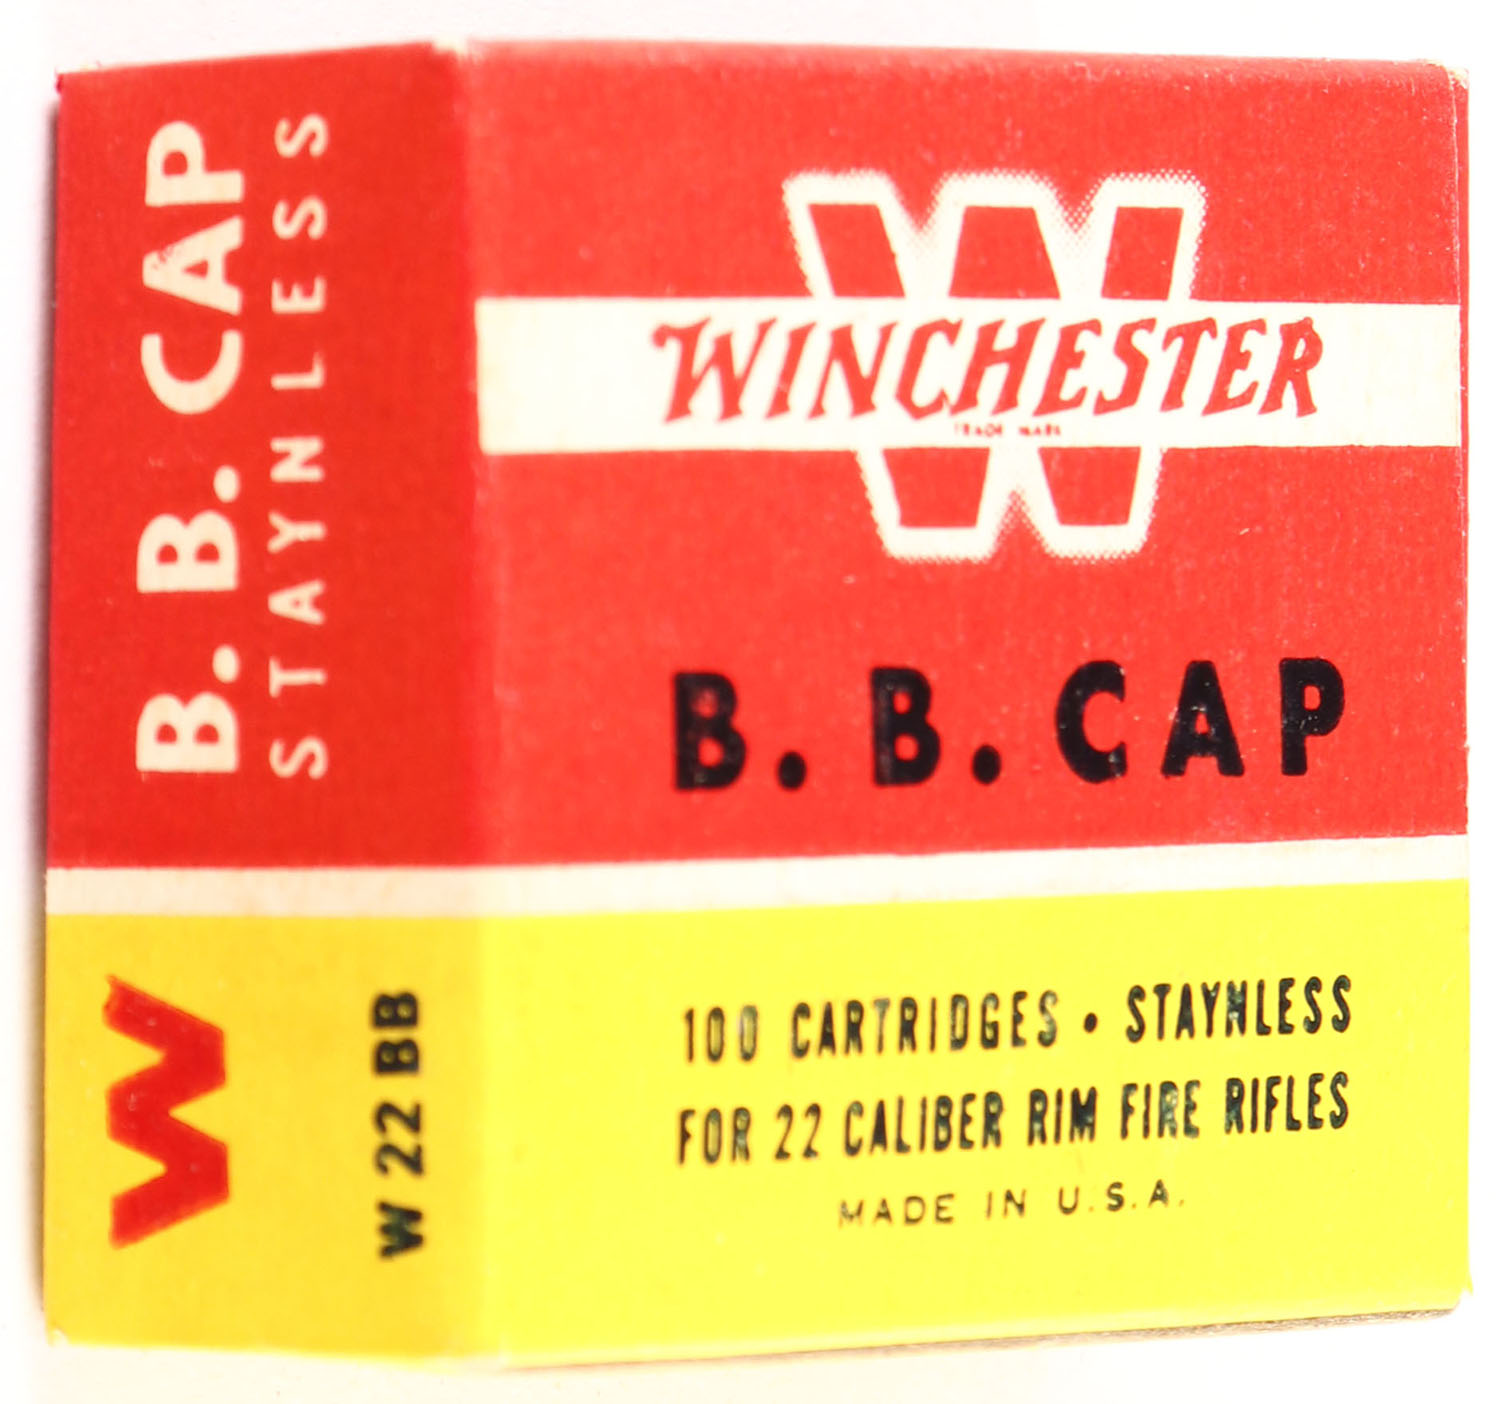 B. B. CAP
STAYNLESS
W
W 22 BB
W
WINCHESTER
TRADE MARK
B. B. CAP
100 CARTRIDGES • STAYNLESS
FOR 22 CALIBER RIM FIRE RIFLES
MADE IN U.S.A.